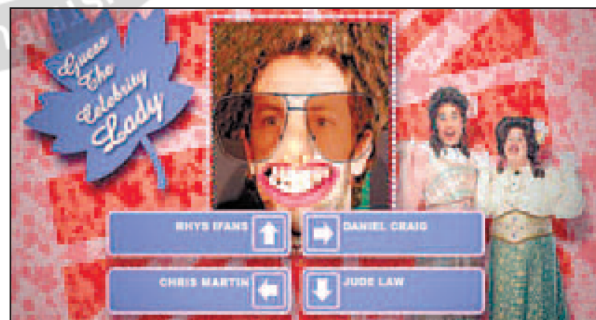 Guess
The
Celebrity
Lady
RHYS IFANS
DANIEL CRAIG
CHRIS MARTIN
JUDE LAW